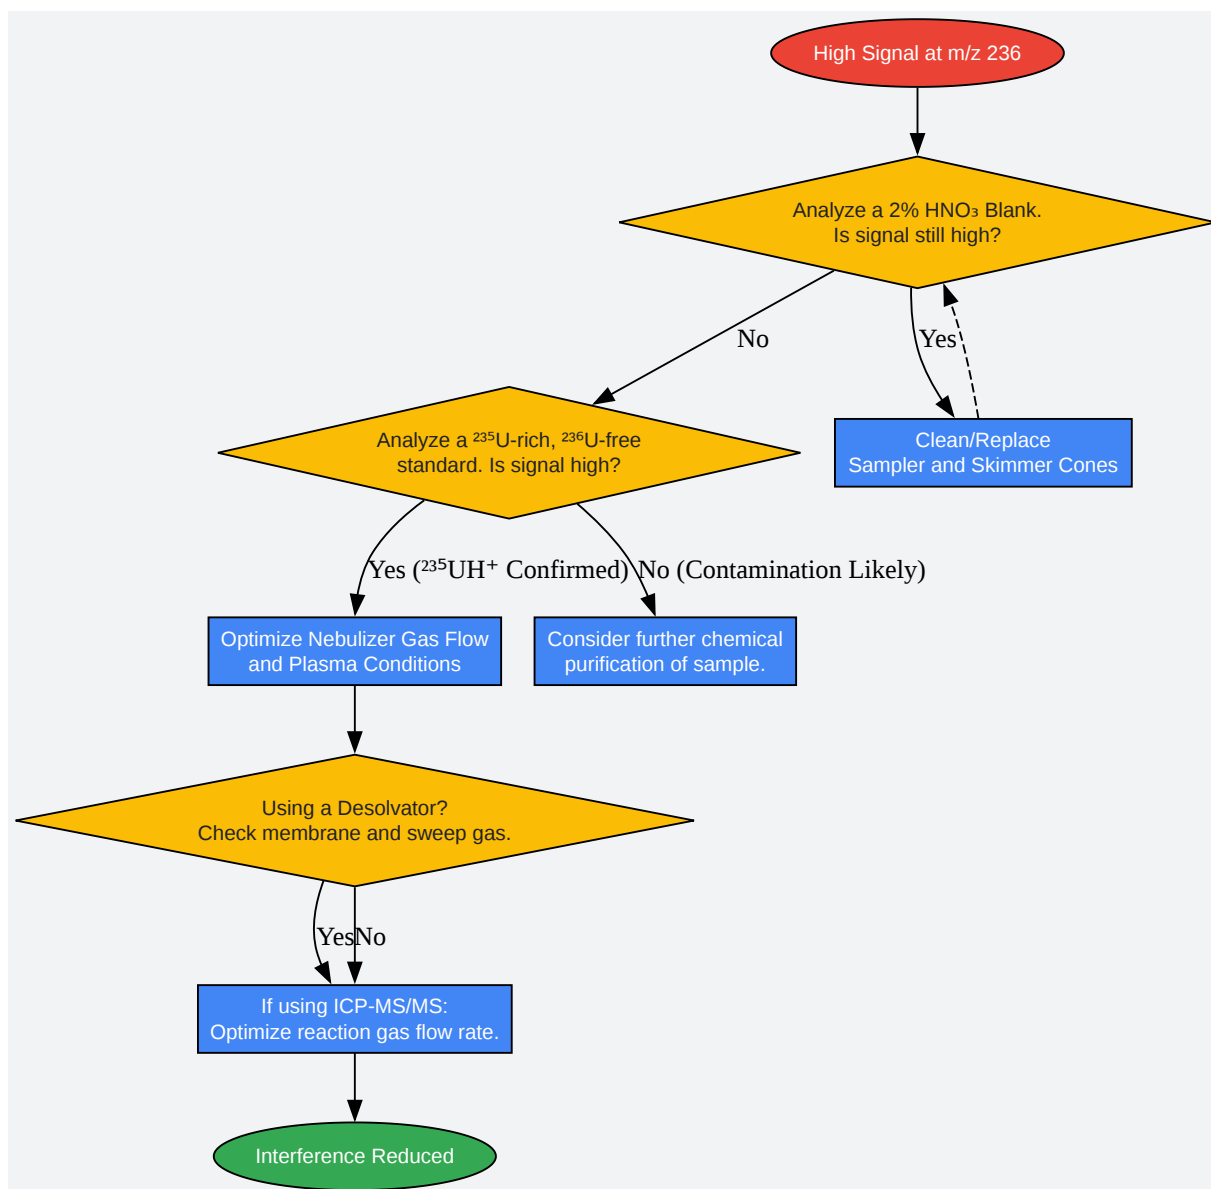 High Signal at m/z 236
Analyze a 2% HNO₃ Blank.
Is signal still high?
No
Yes
Clean/Replace
Sampler and Skimmer Cones
Analyze a ²³⁵U-rich, ²³⁶U-free
standard. Is signal high?
Yes (²³⁵UH⁺ Confirmed)
No (Contamination Likely)
Optimize Nebulizer Gas Flow
and Plasma Conditions
Consider further chemical
purification of sample.
Using a Desolvator?
Check membrane and sweep gas.
Yes
No
If using ICP-MS/MS:
Optimize reaction gas flow rate.
Interference Reduced